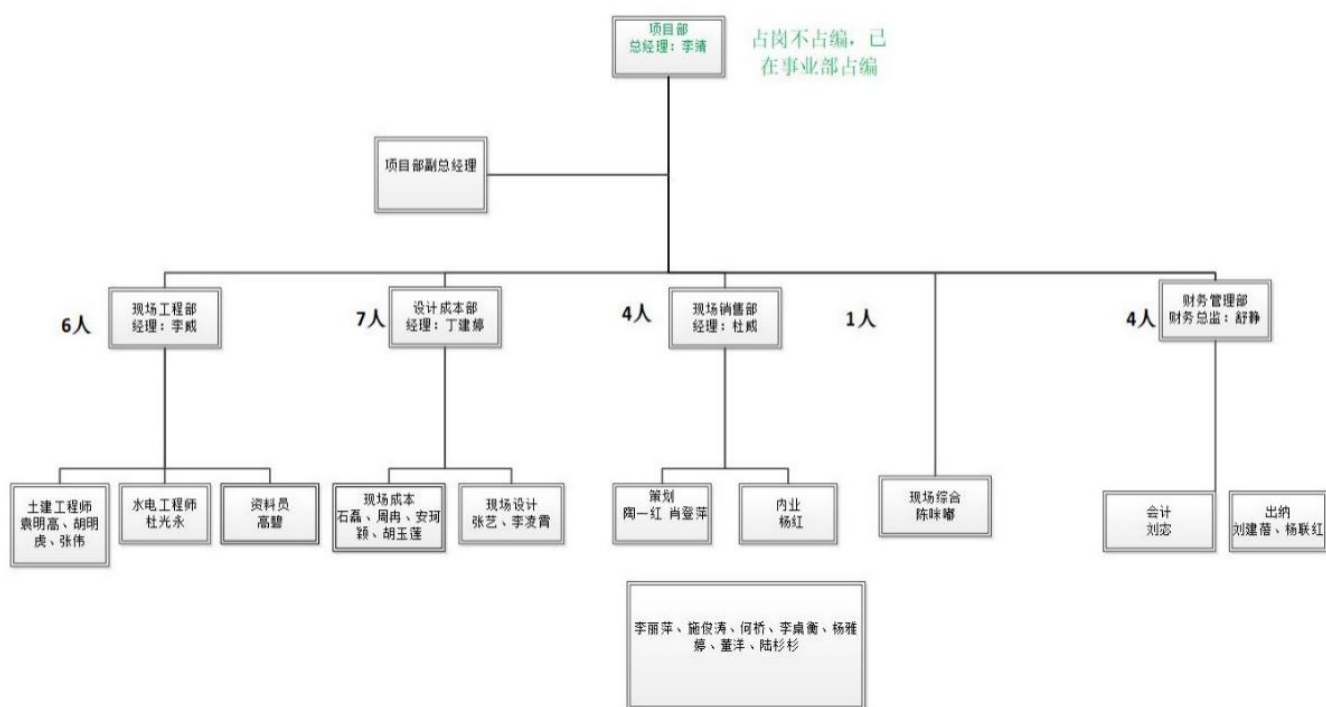 项目部
总经理：李清
占岗不占编，已
在事业部占编
项目部副总经理
6人
现场工程部
经理：李威
7人
设计成本部
经理：丁建婷
4人
现场销售部
经理：杜威
1人
4人
财务管理部
财务总监：舒静
土建工程师
袁明高、胡明
虎、张伟
水电工程师
杜光永
资料员
高碧
现场成本
石磊、周冉、安珂
颖、胡玉莲
现场设计
张艺、李凌霄
策划
陶一红 肖登萍
内业
杨红
现场综合
陈咪嘟
会计
刘宓
出纳
刘建蓓、杨联红
李丽萍、施俊涛、何桥、李桌衡、杨雅
婷、董洋、陆杉杉